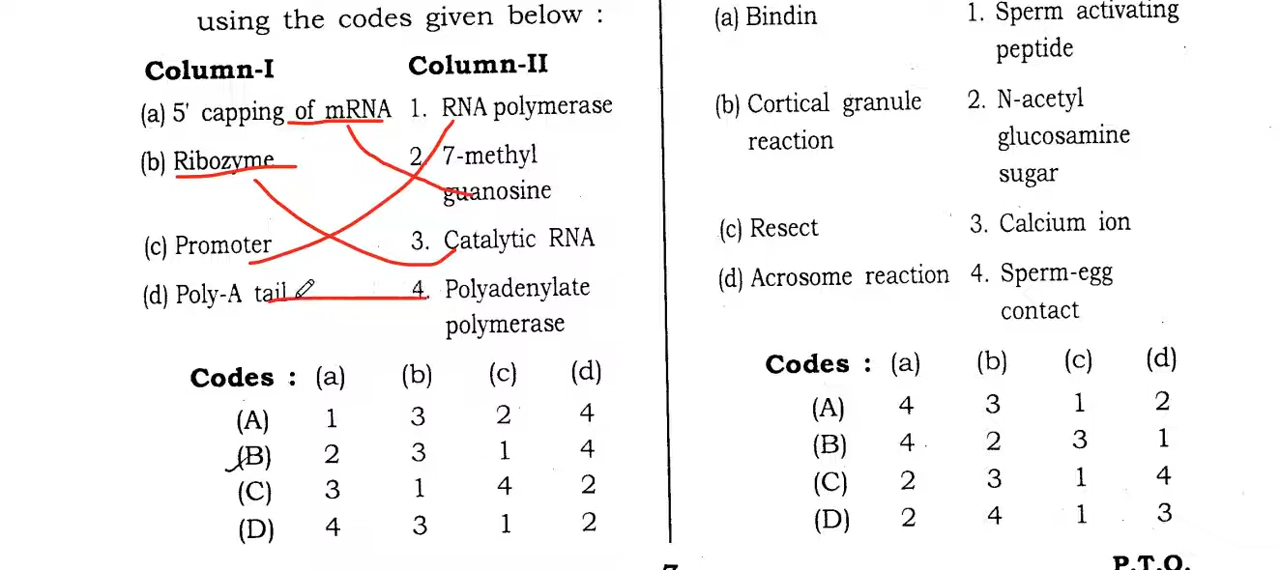 using the codes given below :
Column-I Column-II
(a) 5' capping of mRNA 1. RNA polymerase
(b) Ribozyme 2. 7-methyl
guanosine
(c) Promoter 3. Catalytic RNA
(d) Poly-A tail 4. Polyadenylate
polymerase
Codes : (a) (b) (c) (d)
(A) 1 3 2 4
(B) 2 3 1 4
(C) 3 1 4 2
(D) 4 3 1 2
(a) Bindin 1. Sperm activating
peptide
(b) Cortical granule 2. N-acetyl
reaction glucosamine
sugar
(c) Resect 3. Calcium ion
(d) Acrosome reaction 4. Sperm-egg
contact
Codes : (a) (b) (c) (d)
(A) 4 3 1 2
(B) 4 2 3 1
(C) 2 3 1 4
(D) 2 4 1 3
7 P.T.O.